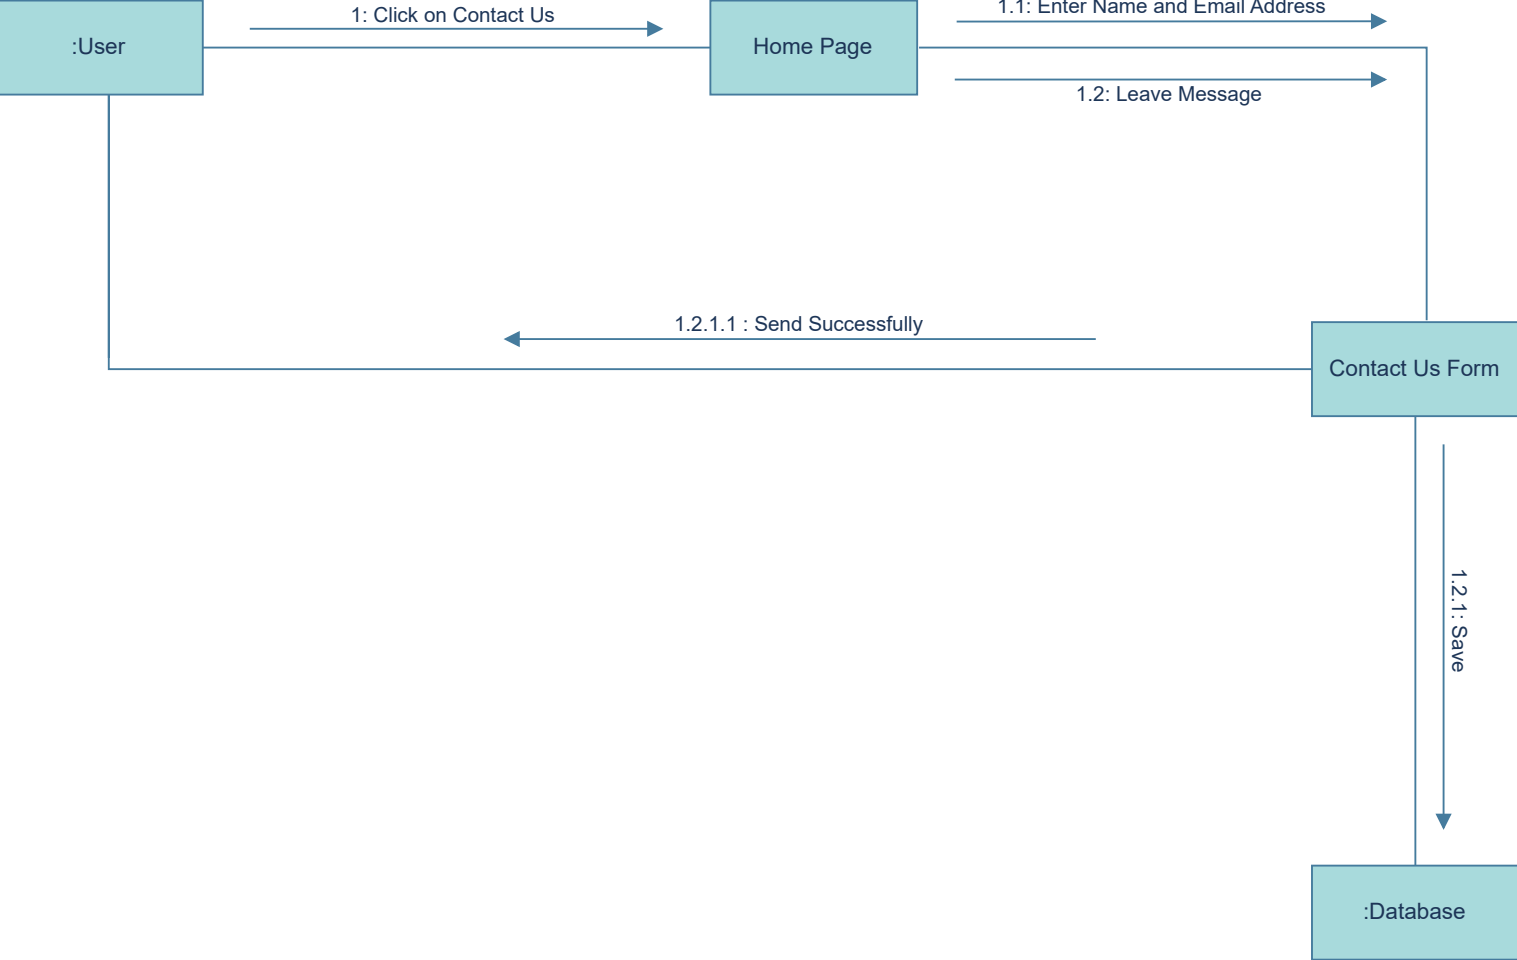 1: Click on Contact Us
1.1: Enter Name and Email Address
:User
Home Page
1.2: Leave Message
1.2.1.1 : Send Successfully
Contact Us Form
1.2.1: Save
:Database